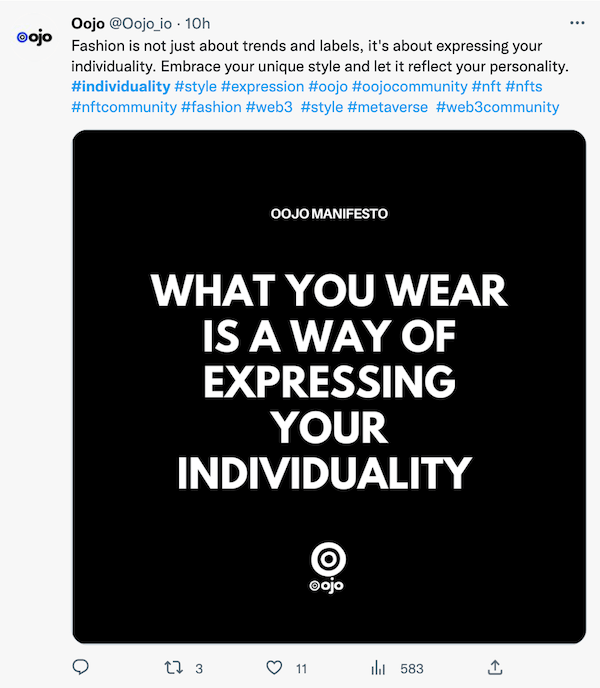 Oojo @Oojo_io · 10h
Fashion is not just about trends and labels, it's about expressing your
individuality. Embrace your unique style and let it reflect your personality.
#individuality #style #expression #oojo #oojocommunity #nft #nfts
#nftcommunity #fashion #web3 #style #metaverse #web3community
oojo
OOJO MANIFESTO
WHAT YOU WEAR
IS A WAY OF
EXPRESSING
YOUR
INDIVIDUALITY
oojo
3 11 583